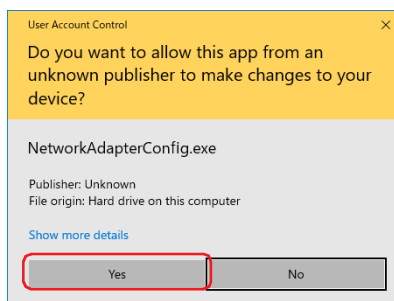 User Account Control
Do you want to allow this app from an
unknown publisher to make changes to your
device?
NetworkAdapterConfig.exe
Publisher: Unknown
File origin: Hard drive on this computer
Show more details
Yes
No